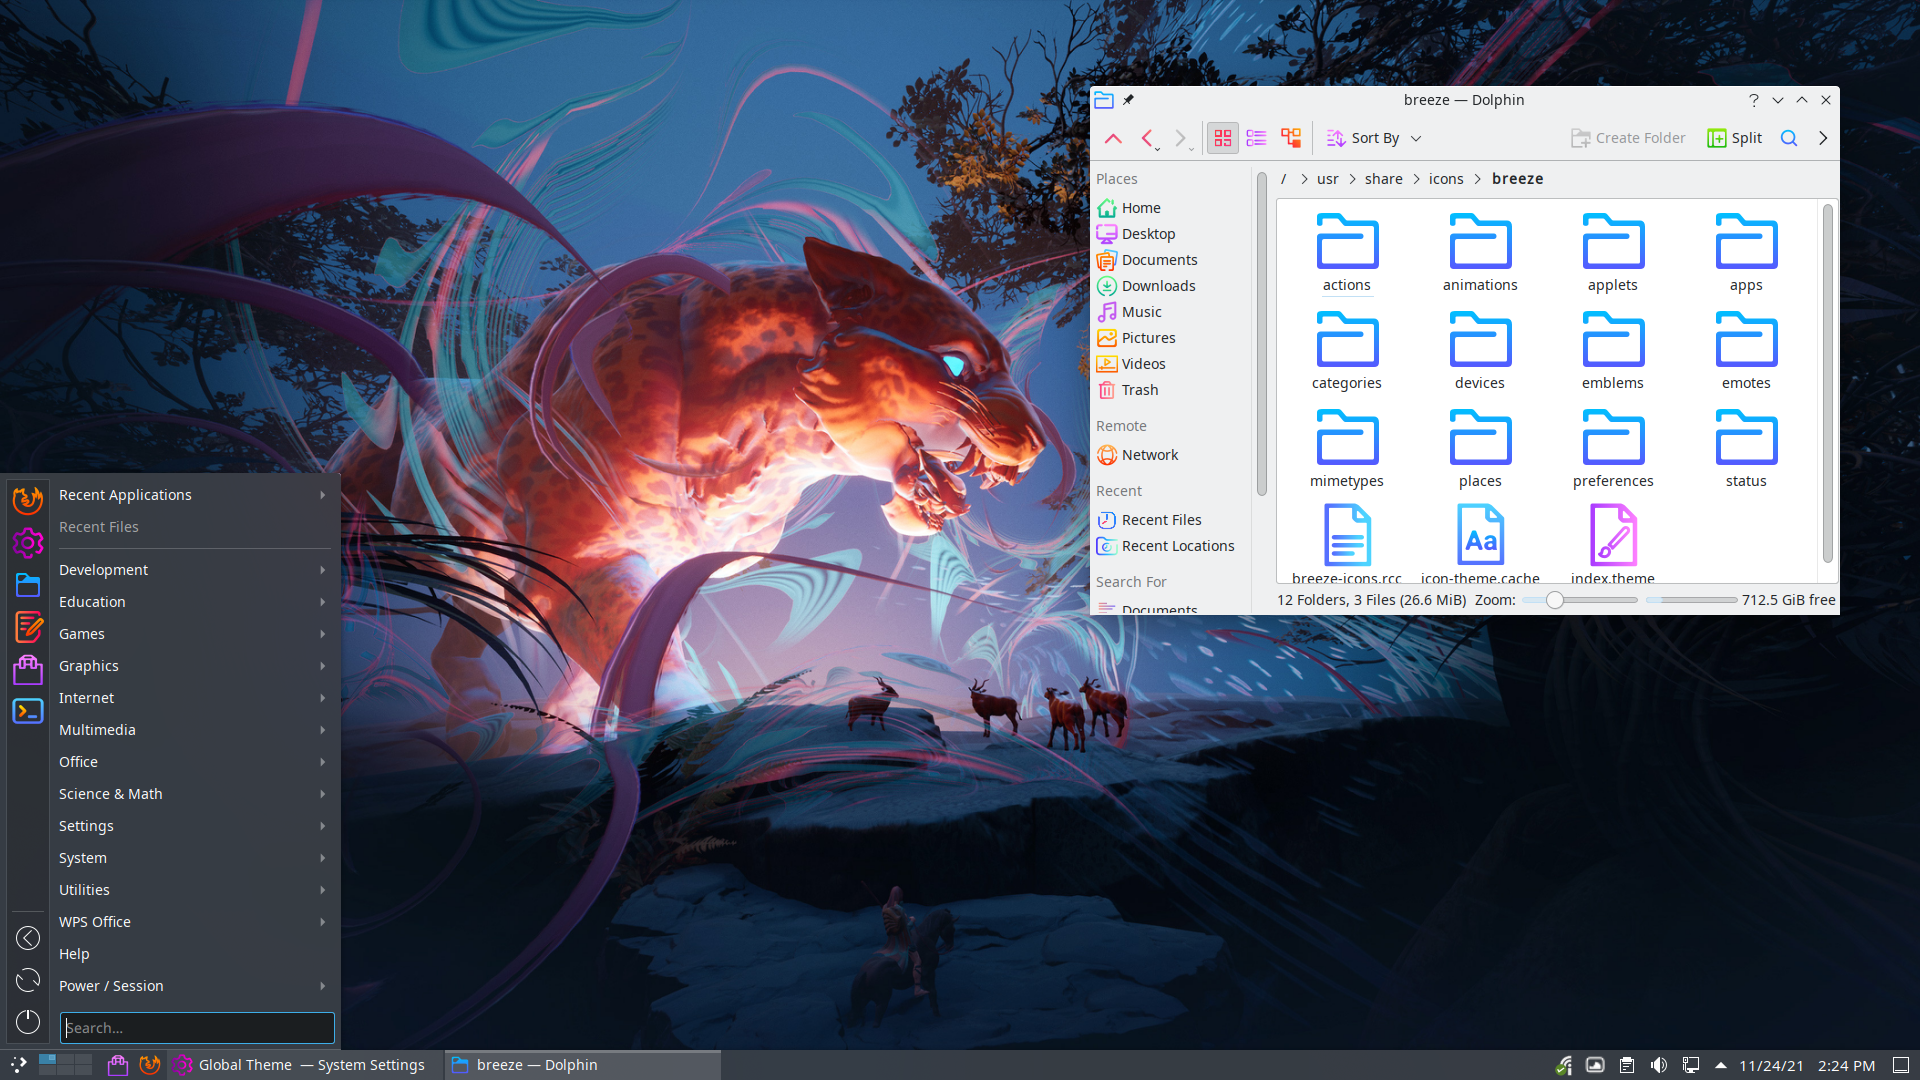 breeze — Dolphin
Sort By
Create Folder
Split
Places
Home
Desktop
Documents
Downloads
Music
Pictures
Videos
Trash
Remote
Network
Recent
Recent Files
Recent Locations
Search For
Documents
/ > usr > share > icons > breeze
actions animations applets apps
categories devices emblems emotes
mimetypes places preferences status
Aa
breeze-icons.rcc icon-theme.cache index.theme
12 Folders, 3 Files (26.6 MiB) Zoom: 712.5 GiB free
Recent Applications
Recent Files
Development
Education
Games
Graphics
Internet
Multimedia
Office
Science & Math
Settings
System
Utilities
WPS Office
Help
Power / Session
Search...
Global Theme — System Settings
breeze — Dolphin
11/24/21 2:24 PM